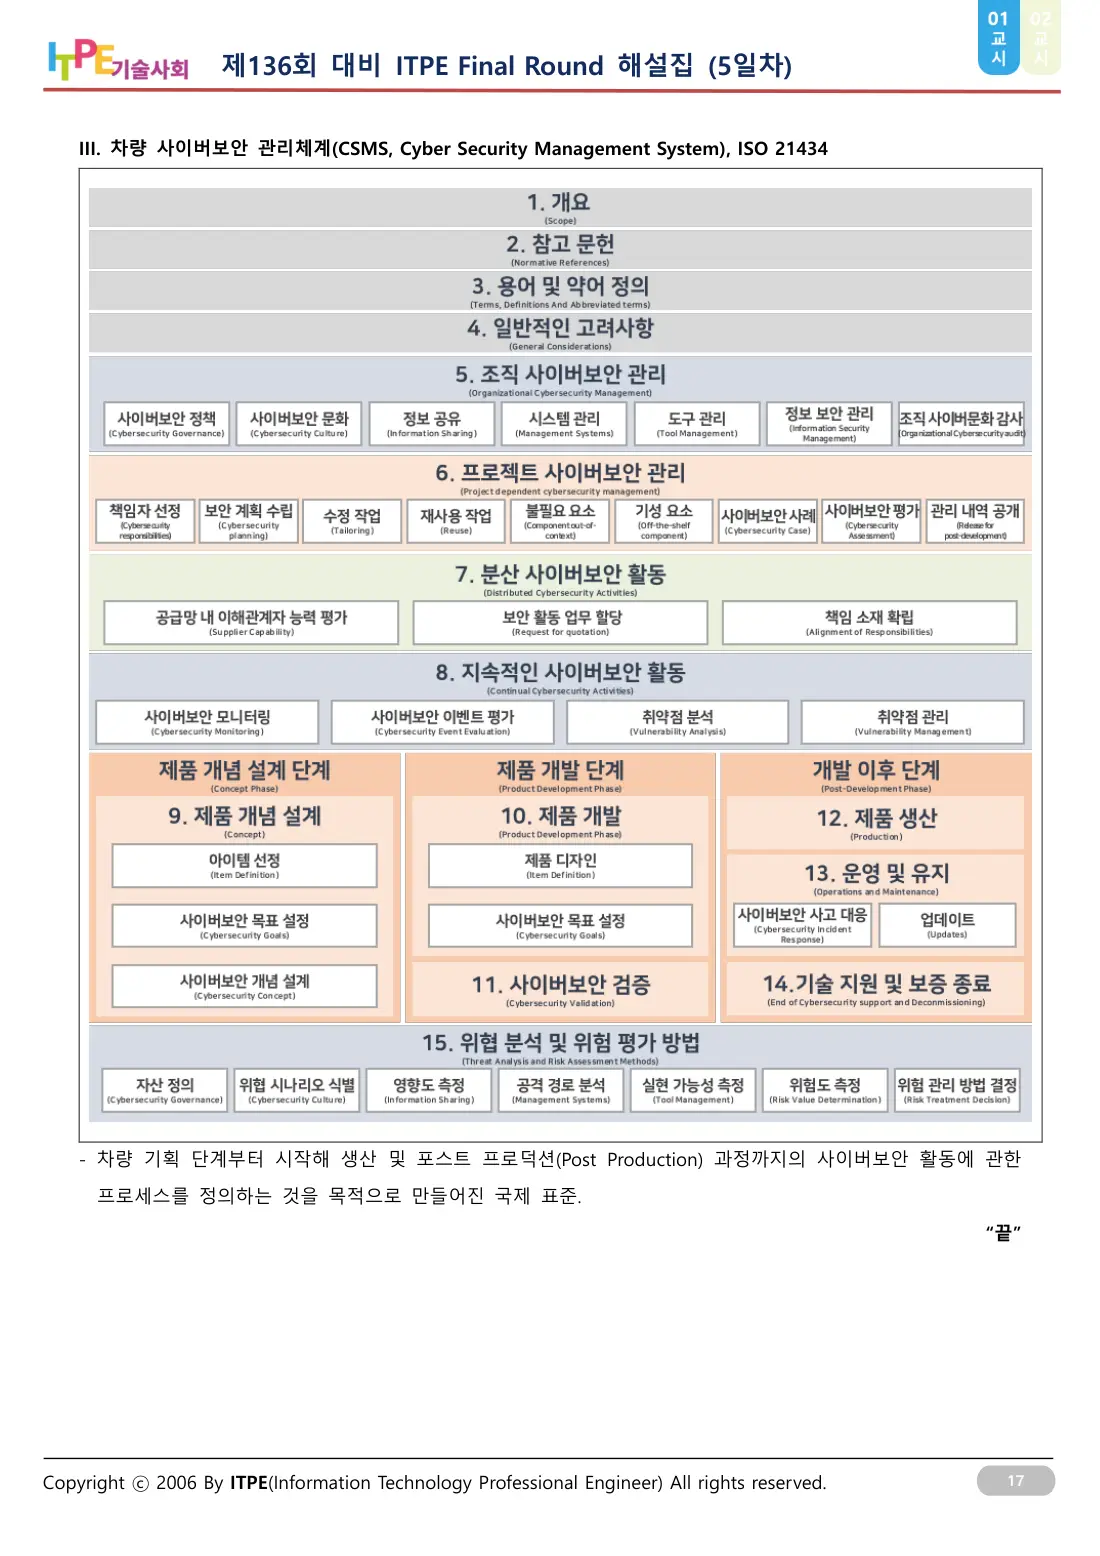 ITPE기술사회
제136회 대비 ITPE Final Round 해설집 (5일차)
01
교
시
02
교
시
III. 차량 사이버보안 관리체계(CSMS, Cyber Security Management System), ISO 21434
1. 개요
(Scope)
2. 참고 문헌
(Normative References)
3. 용어 및 약어 정의
(Terms, Definitions And Abbreviated terms)
4. 일반적인 고려사항
(General Considerations)
5. 조직 사이버보안 관리
(Organizational Cybersecurity Management)
사이버보안 정책
(Cybersecurity Governance)
사이버보안 문화
(Cybersecurity Culture)
정보 공유
(Information Sharing)
시스템 관리
(Management Systems)
도구 관리
(Tool Management)
정보 보안 관리
(Information Security
Management)
조직 사이버문화 감사
(Organizational Cybersecurity audit)
6. 프로젝트 사이버보안 관리
(Project dependent cybersecurity management)
책임자 선정
(Cybersecurity
responsibilities)
보안 계획 수립
(Cybersecurity
planning)
수정 작업
(Tailoring)
재사용 작업
(Reuse)
불필요 요소
(Component out-of-
context)
기성 요소
(Off-the-shelf
component)
사이버보안 사례
(Cybersecurity Case)
사이버보안 평가
(Cybersecurity
Assessment)
관리 내역 공개
(Release for
post-development)
7. 분산 사이버보안 활동
(Distributed Cybersecurity Activities)
공급망 내 이해관계자 능력 평가
(Supplier Capability)
보안 활동 업무 할당
(Request for quotation)
책임 소재 확립
(Alignment of Responsibilities)
8. 지속적인 사이버보안 활동
(Continual Cybersecurity Activities)
사이버보안 모니터링
(Cybersecurity Monitoring)
사이버보안 이벤트 평가
(Cybersecurity Event Evaluation)
취약점 분석
(Vulnerability Analysis)
취약점 관리
(Vulnerability Management)
제품 개념 설계 단계
(Concept Phase)
9. 제품 개념 설계
(Concept)
아이템 선정
(Item Definition)
사이버보안 목표 설정
(Cybersecurity Goals)
사이버보안 개념 설계
(Cybersecurity Concept)
제품 개발 단계
(Product Development Phase)
10. 제품 개발
(Product Development Phase)
제품 디자인
(Item Definition)
사이버보안 목표 설정
(Cybersecurity Goals)
11. 사이버보안 검증
(Cybersecurity Validation)
개발 이후 단계
(Post-Development Phase)
12. 제품 생산
(Production)
13. 운영 및 유지
(Operations and Maintenance)
사이버보안 사고 대응
(Cybersecurity Incident
Response)
업데이트
(Updates)
14.기술 지원 및 보증 종료
(End of Cybersecurity support and Deconmissioning)
15. 위협 분석 및 위험 평가 방법
(Threat Analysis and Risk Assessment Methods)
자산 정의
(Cybersecurity Governance)
위협 시나리오 식별
(Cybersecurity Culture)
영향도 측정
(Information Sharing)
공격 경로 분석
(Management Systems)
실현 가능성 측정
(Tool Management)
위험도 측정
(Risk Value Determination)
위험 관리 방법 결정
(Risk Treatment Decision)
- 차량 기획 단계부터 시작해 생산 및 포스트 프로덕션(Post Production) 과정까지의 사이버보안 활동에 관한
프로세스를 정의하는 것을 목적으로 만들어진 국제 표준.
“끝”
Copyright ⓒ 2006 By ITPE(Information Technology Professional Engineer) All rights reserved.
17